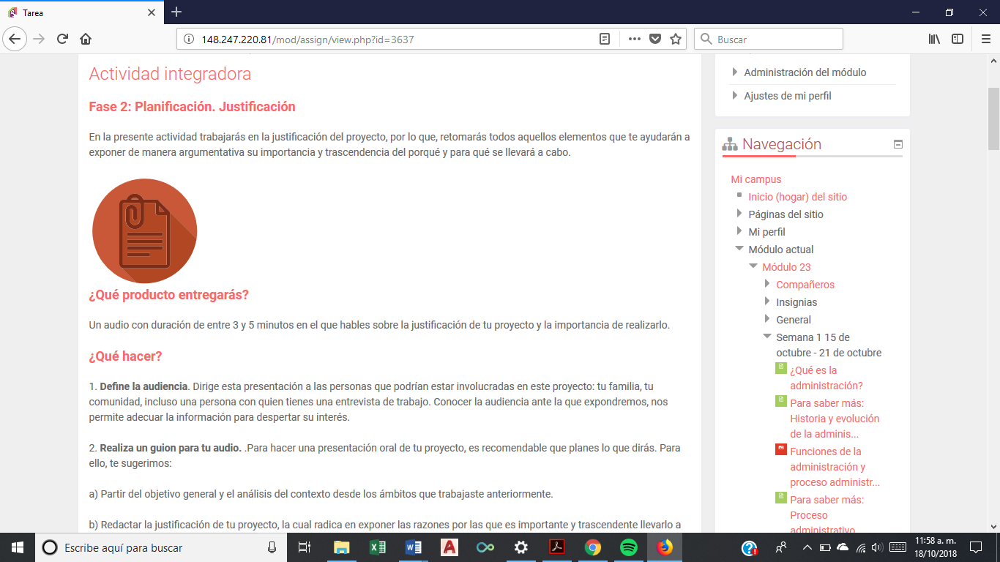 Tarea
148.247.220.81/mod/assign/view.php?id=3637
Buscar
Actividad integradora
Fase 2: Planificación. Justificación
En la presente actividad trabajarás en la justificación del proyecto, por lo que, retomarás todos aquellos elementos que te ayudarán a
exponer de manera argumentativa su importancia y trascendencia del porqué y para qué se llevará a cabo.
¿Qué producto entregarás?
Un audio con duración de entre 3 y 5 minutos en el que hables sobre la justificación de tu proyecto y la importancia de realizarlo.
¿Qué hacer?
1. Define la audiencia. Dirige esta presentación a las personas que podrían estar involucradas en este proyecto: tu familia, tu
comunidad, incluso una persona con quien tienes una entrevista de trabajo. Conocer la audiencia ante la que expondremos, nos
permite adecuar la información para despertar su interés.
2. Realiza un guion para tu audio. .Para hacer una presentación oral de tu proyecto, es recomendable que planes lo que dirás. Para
ello, te sugerimos:
a) Partir del objetivo general y el análisis del contexto desde los ámbitos que trabajaste anteriormente.
b) Redactar la justificación de tu proyecto, la cual radica en exponer las razones por las que es importante y trascendente llevarlo a
Administración del módulo
Ajustes de mi perfil
Navegación
Mi campus
Inicio (hogar) del sitio
Páginas del sitio
Mi perfil
Módulo actual
Módulo 23
Compañeros
Insignias
General
Semana 1 15 de
octubre - 21 de octubre
¿Qué es la
administración?
Para saber más:
Historia y evolución
de la adminis...
Funciones de la
administración y
proceso administr...
Para saber más:
Proceso
administrativo
Escribe aquí para buscar
11:58 a. m.
18/10/2018